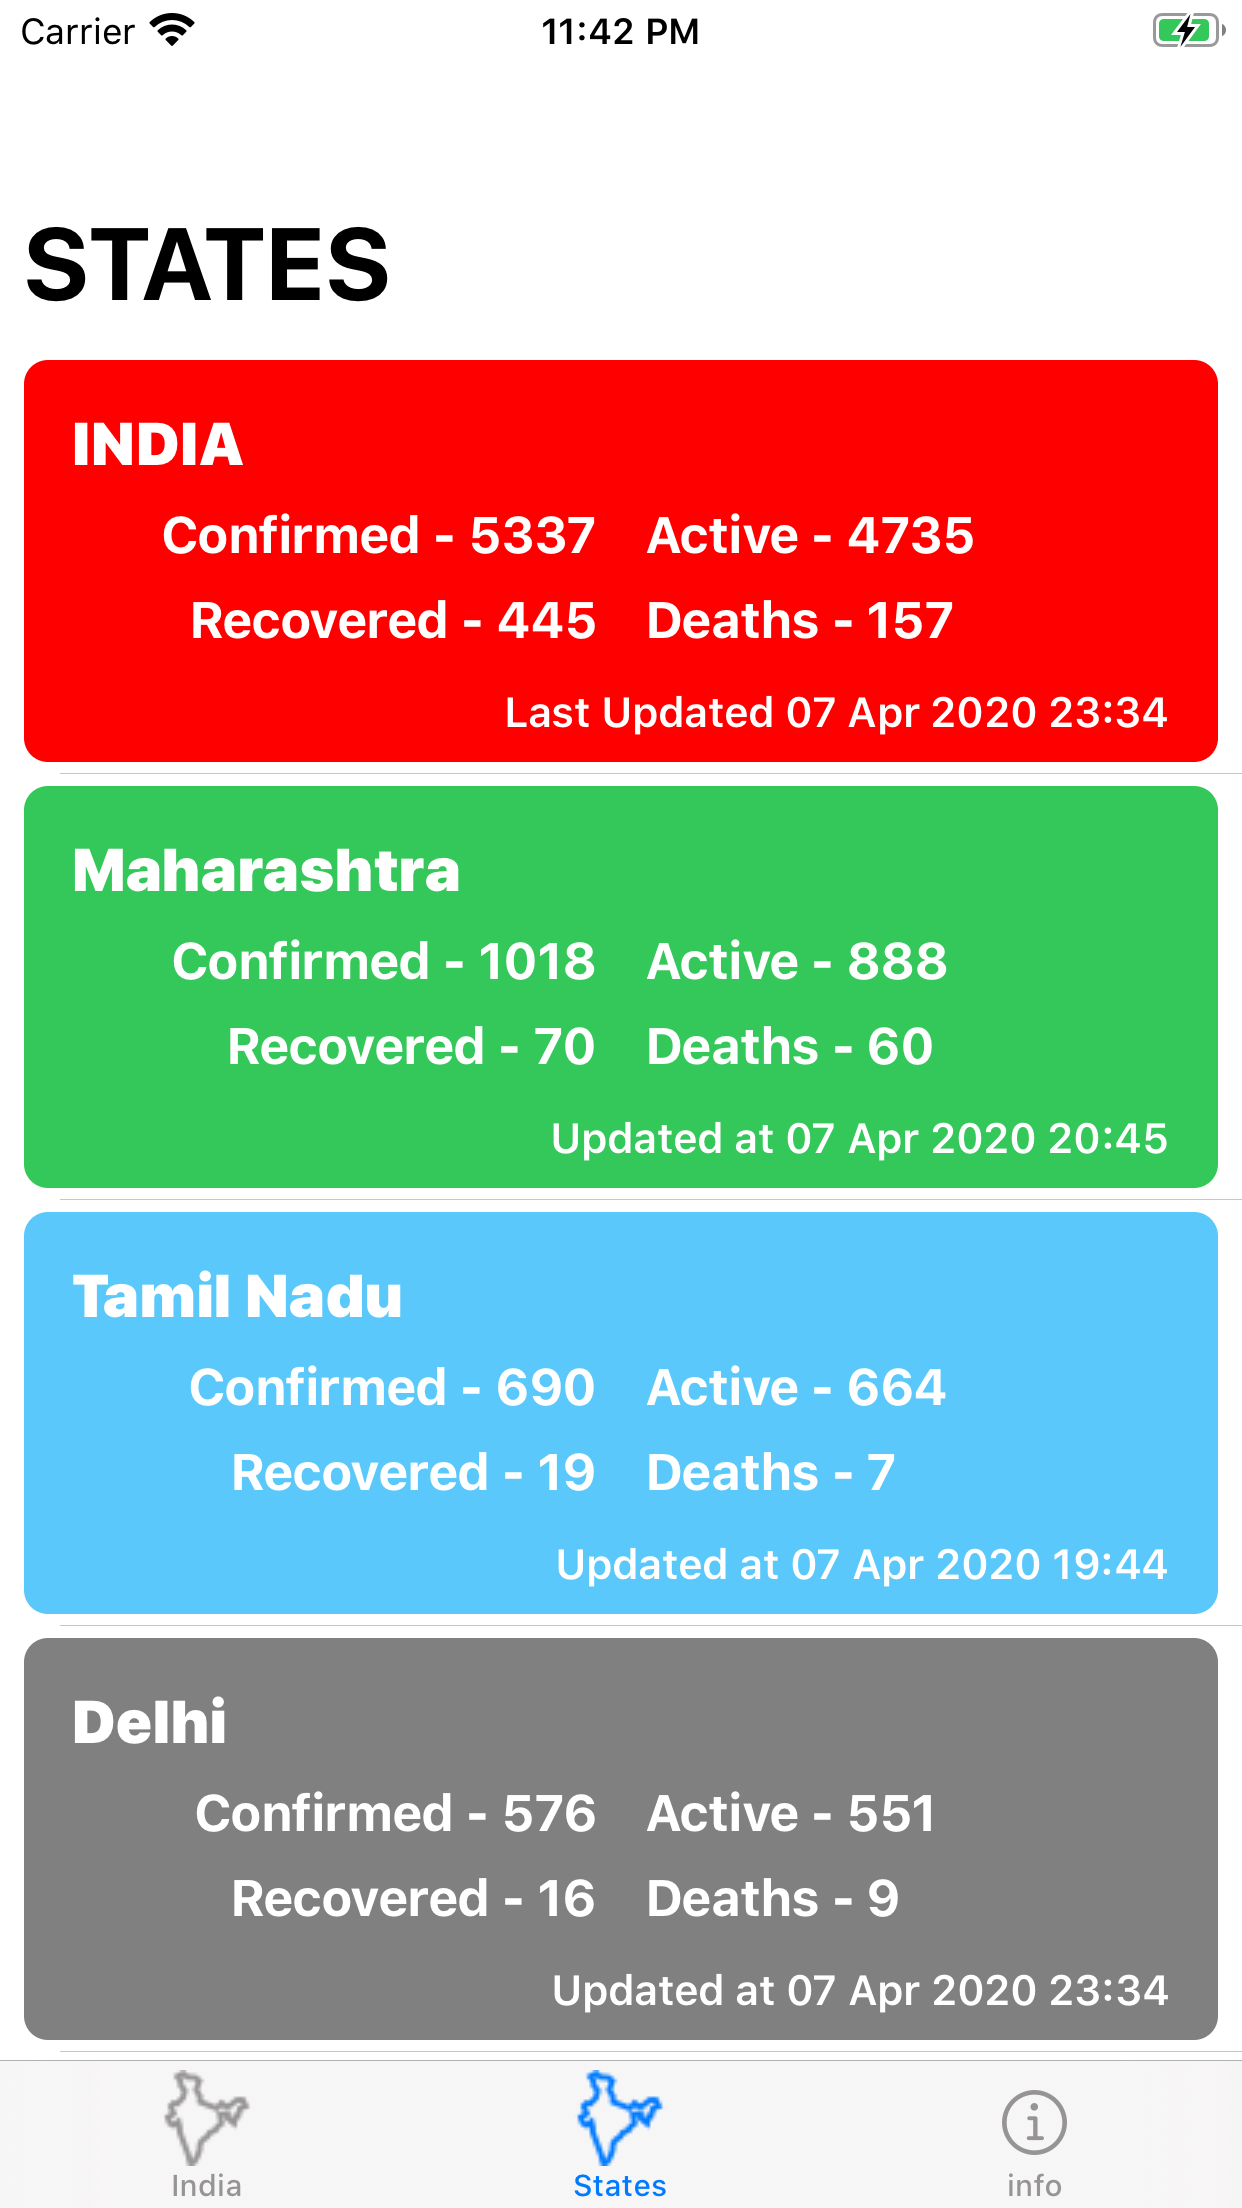 Carrier 11:42 PM
STATES
INDIA
Confirmed - 5337 Active - 4735
Recovered - 445 Deaths - 157
Last Updated 07 Apr 2020 23:34
Maharashtra
Confirmed - 1018 Active - 888
Recovered - 70 Deaths - 60
Updated at 07 Apr 2020 20:45
Tamil Nadu
Confirmed - 690 Active - 664
Recovered - 19 Deaths - 7
Updated at 07 Apr 2020 19:44
Delhi
Confirmed - 576 Active - 551
Recovered - 16 Deaths - 9
Updated at 07 Apr 2020 23:34
India States info